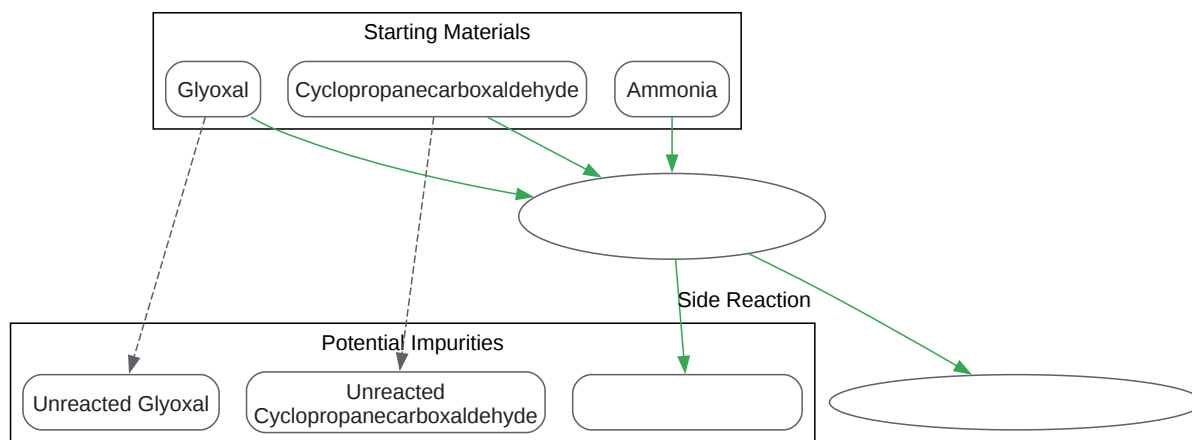 Starting Materials
Glyoxal
Cyclopropanecarboxaldehyde
Ammonia
Side Reaction
Potential Impurities
Unreacted Glyoxal
Unreacted
Cyclopropanecarboxaldehyde